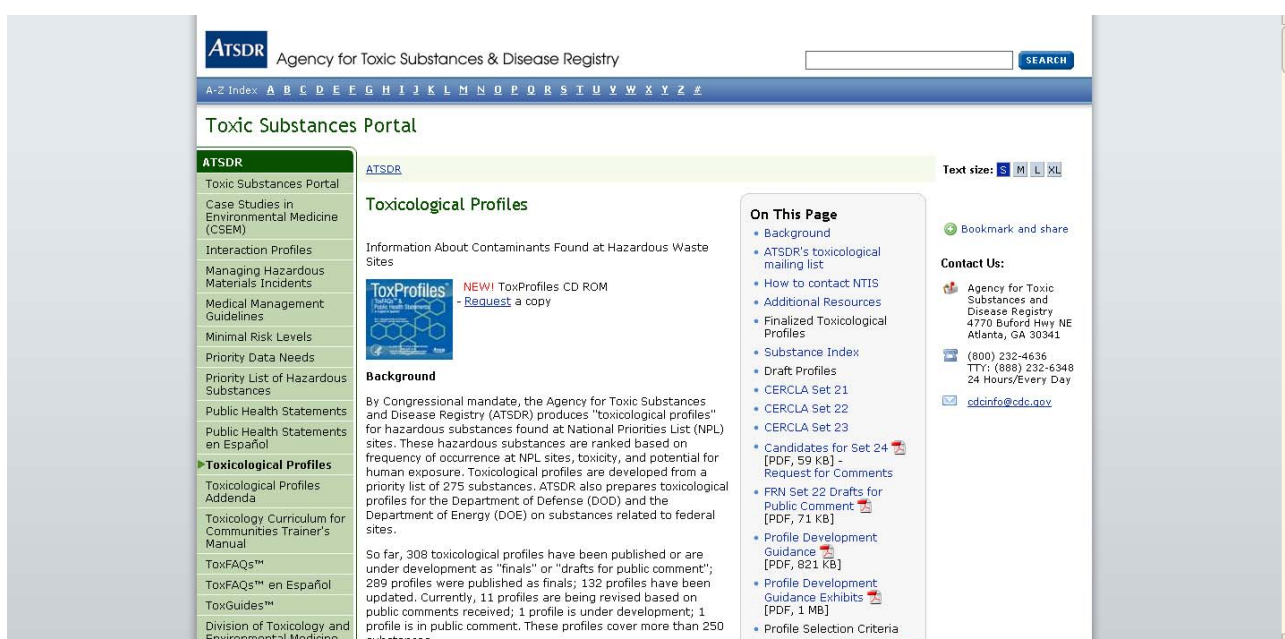 ATSDR
Agency for Toxic Substances & Disease Registry
SEARCH
A-Z Index A B C D E F G H I J K L M N O P Q R S T U V W X Y Z #
Toxic Substances Portal
ATSDR
Toxic Substances Portal
Case Studies in
Environmental Medicine
(CSEM)
Interaction Profiles
Managing Hazardous
Materials Incidents
Medical Management
Guidelines
Minimal Risk Levels
Priority Data Needs
Priority List of Hazardous
Substances
Public Health Statements
Public Health Statements
en Español
Toxicological Profiles
Toxicological Profiles
Addenda
Toxicology Curriculum for
Communities Trainer's
Manual
ToxFAQs™
ToxFAQs™ en Español
ToxGuides™
Division of Toxicology and
Environmental Medicine
ATSDR
Toxicological Profiles
Information About Contaminants Found at Hazardous Waste
Sites
ToxProfiles
NEW! ToxProfiles CD ROM
- Request a copy
Background
By Congressional mandate, the Agency for Toxic Substances
and Disease Registry (ATSDR) produces "toxicological profiles"
for hazardous substances found at National Priorities List (NPL)
sites. These hazardous substances are ranked based on
frequency of occurrence at NPL sites, toxicity, and potential for
human exposure. Toxicological profiles are developed from a
priority list of 275 substances. ATSDR also prepares toxicological
profiles for the Department of Defense (DOD) and the
Department of Energy (DOE) on substances related to federal
sites.
So far, 308 toxicological profiles have been published or are
under development as "finals" or "drafts for public comment";
289 profiles were published as finals; 132 profiles have been
updated. Currently, 11 profiles are being revised based on
public comments received; 1 profile is under development; 1
profile is in public comment. These profiles cover more than 250
substances.
On This Page
• Background
• ATSDR's toxicological
mailing list
• How to contact NTIS
• Additional Resources
• Finalized Toxicological
Profiles
• Substance Index
• Draft Profiles
• CERCLA Set 21
• CERCLA Set 22
• CERCLA Set 23
• Candidates for Set 24
[PDF, 59 KB] -
Request for Comments
• FRN Set 22 Drafts for
Public Comment
[PDF, 71 KB]
• Profile Development
Guidance
[PDF, 821 KB]
• Profile Development
Guidance Exhibits
[PDF, 1 MB]
• Profile Selection Criteria
Text size: S M L XL
Bookmark and share
Contact Us:
Agency for Toxic
Substances and
Disease Registry
4770 Buford Hwy NE
Atlanta, GA 30341
(800) 232-4636
TTY: (888) 232-6348
24 Hours/Every Day
cdcinfo@cdc.gov